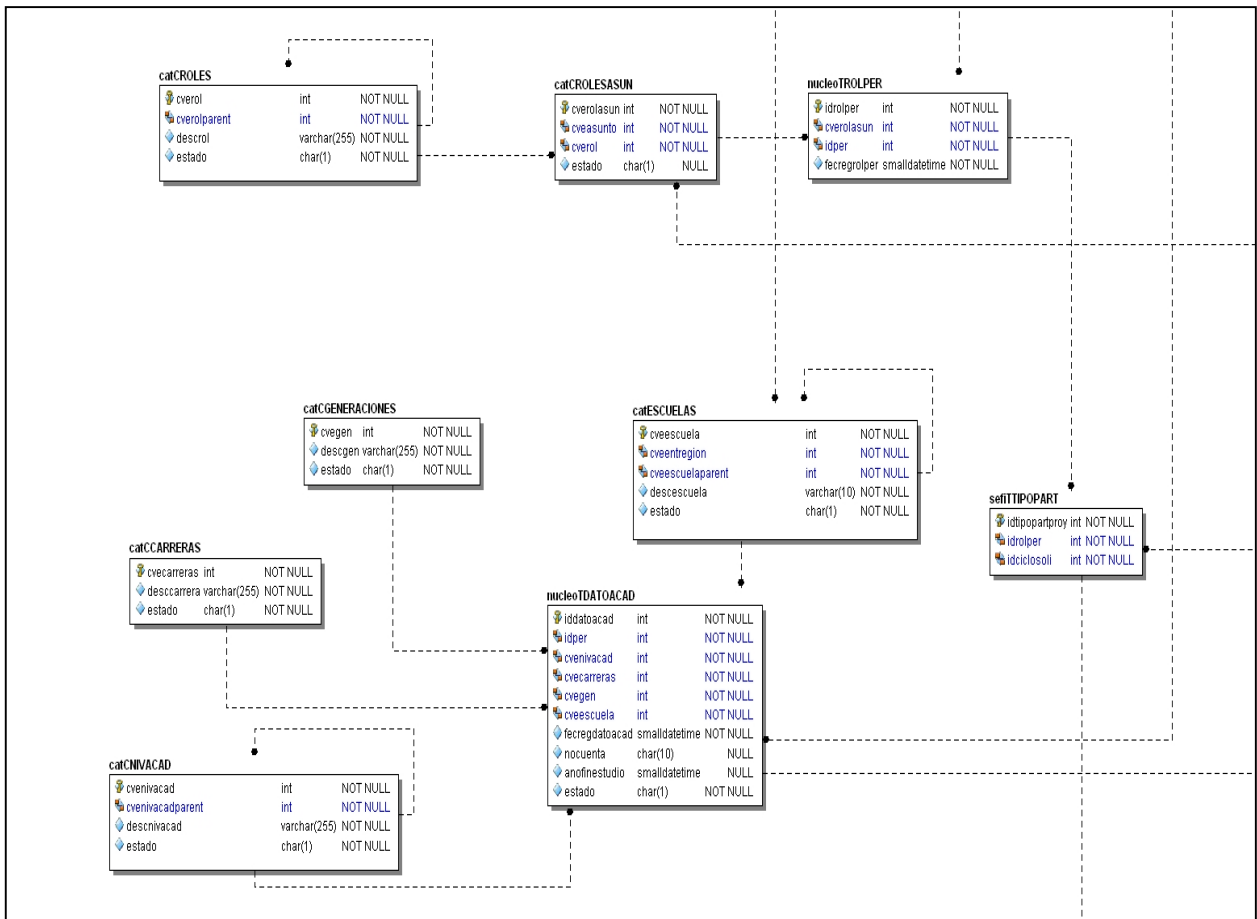 catCROLES
cverol int NOT NULL
cverolparent int NOT NULL
descrol varchar(255) NOT NULL
estado char(1) NOT NULL
catCROLESASUN
cverolasun int NOT NULL
cveasunto int NOT NULL
cverol int NOT NULL
estado char(1) NULL
nucleoTROLPER
idrolper int NOT NULL
cverolasun int NOT NULL
idper int NOT NULL
fecregrolper smalldatetime NOT NULL
catCGENERACIONES
cvegen int NOT NULL
descgen varchar(255) NOT NULL
estado char(1) NOT NULL
catESCUELAS
cveescuela int NOT NULL
cveentregion int NOT NULL
cveescuelaparent int NOT NULL
descescuela varchar(10) NOT NULL
estado char(1) NOT NULL
sefiTTIPOPART
idtipopartproy int NOT NULL
idrolper int NOT NULL
idciclosoli int NOT NULL
catCCARRERAS
cvecarreras int NOT NULL
desccarrera varchar(255) NOT NULL
estado char(1) NOT NULL
nucleoTDATOACAD
iddatoacad int NOT NULL
idper int NOT NULL
cvenivacad int NOT NULL
cvecarreras int NOT NULL
cvegen int NOT NULL
cveescuela int NOT NULL
fecregdatoacad smalldatetime NOT NULL
nocuenta char(10) NULL
anofinestudio smalldatetime NULL
estado char(1) NOT NULL
catCNIVACAD
cvenivacad int NOT NULL
cvenivacadparent int NOT NULL
descnivacad varchar(255) NOT NULL
estado char(1) NOT NULL